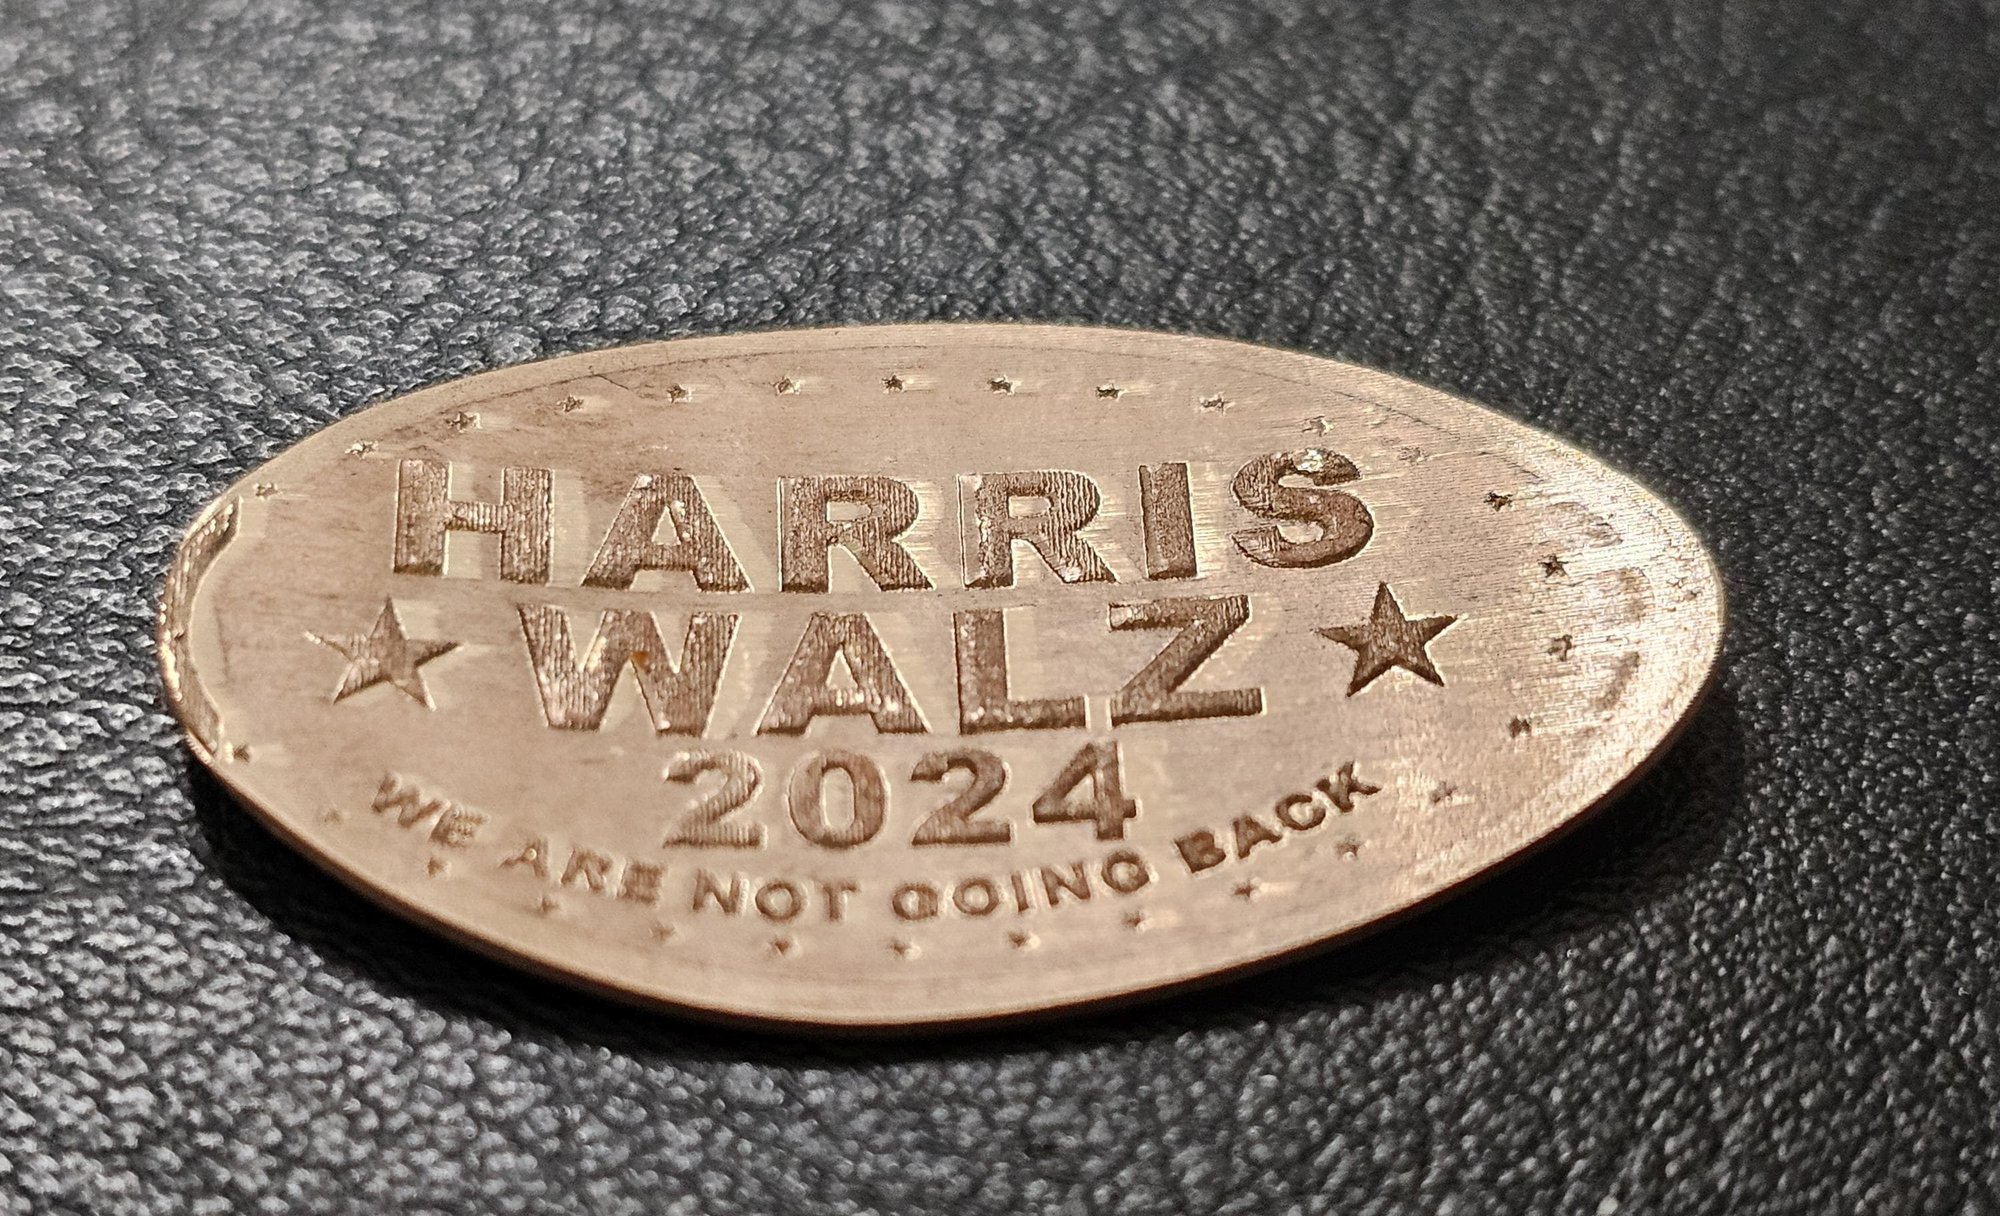 HARRIS
WALZ
2024
WE ARE NOT GOING BACK